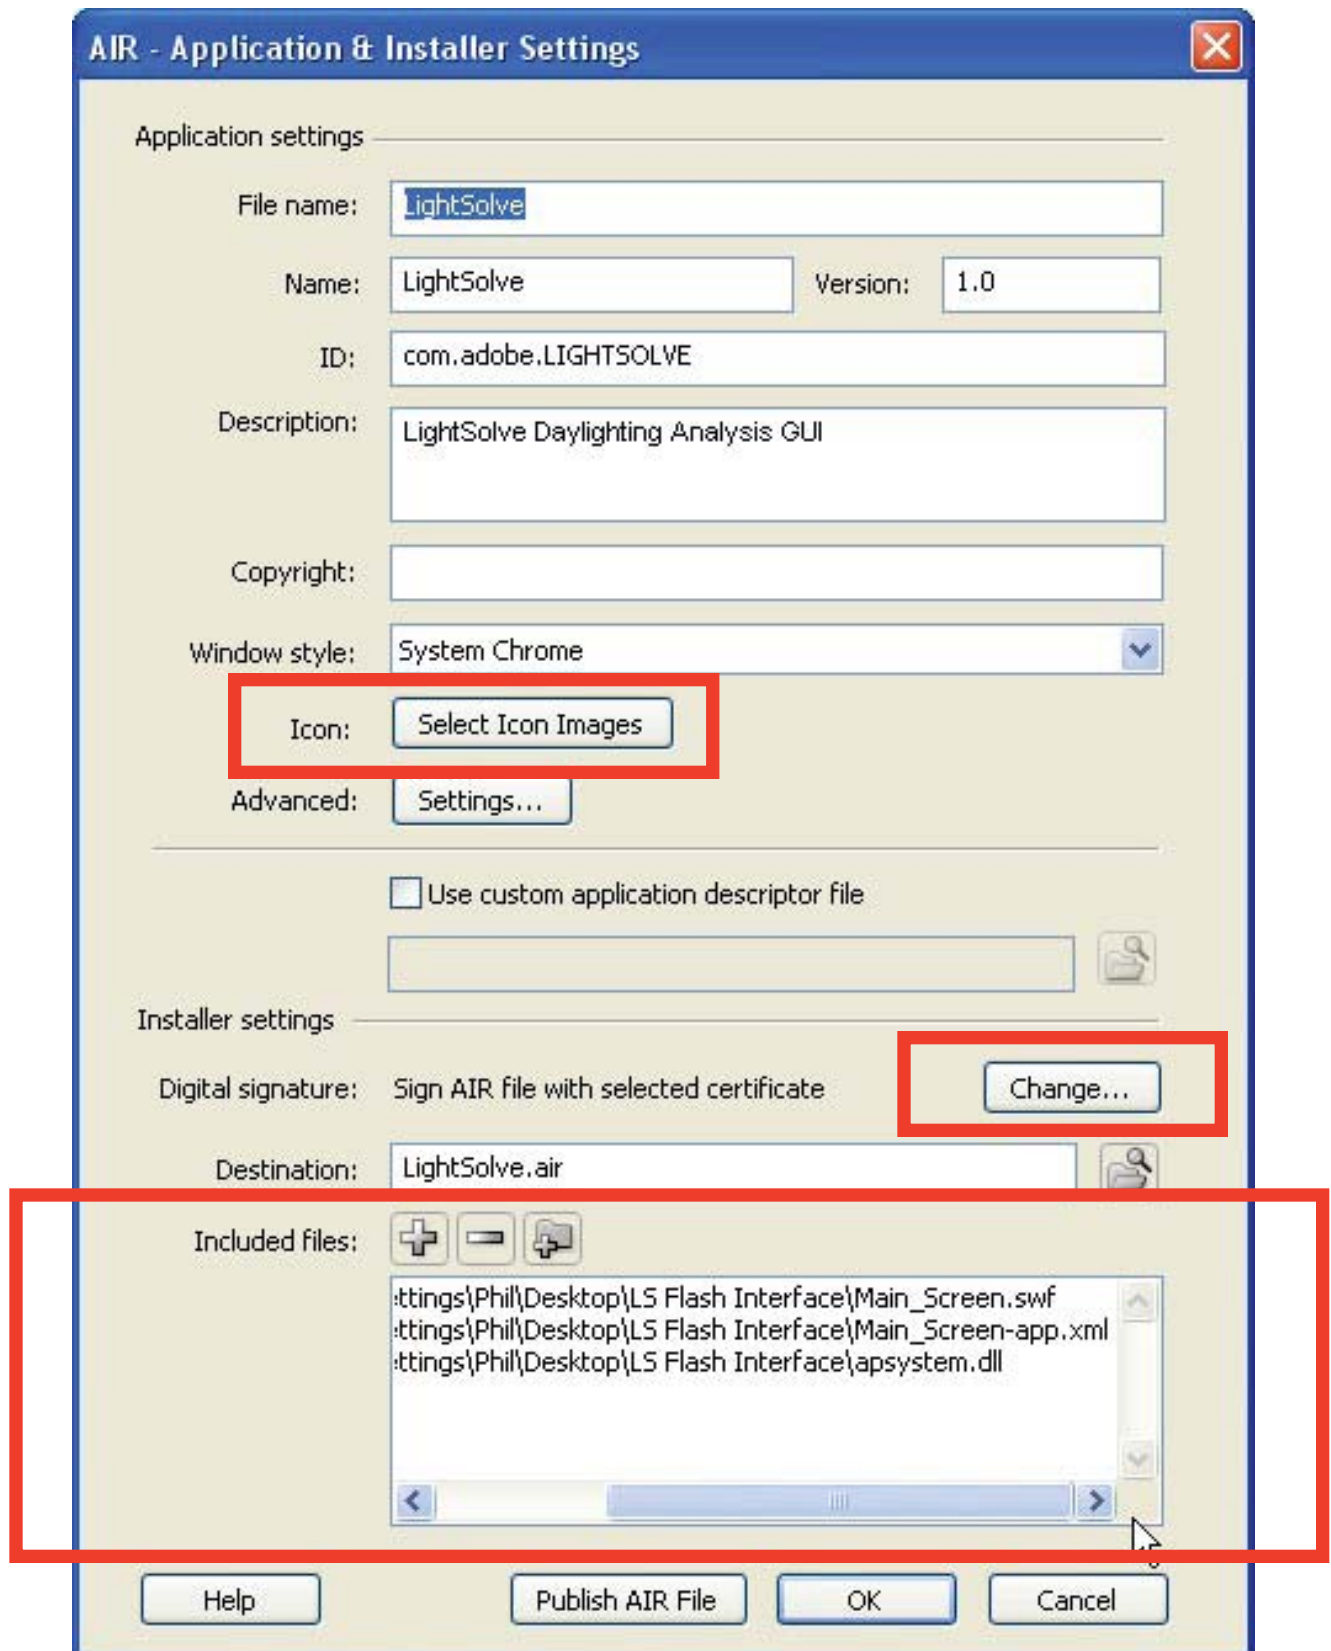 AIR - Application & Installer Settings
Application settings
File name: LightSolve
Name: LightSolve Version: 1.0
ID: com.adobe.LIGHTSOLVE
Description: LightSolve Daylighting Analysis GUI
Copyright:
Window style: System Chrome
Icon: Select Icon Images
Advanced: Settings...
Use custom application descriptor file
Installer settings
Digital signature: Sign AIR file with selected certificate Change...
Destination: LightSolve.air
Included files:
ttings\Phil\Desktop\LS Flash Interface\Main_Screen.swf
ttings\Phil\Desktop\LS Flash Interface\Main_Screen-app.xml
ttings\Phil\Desktop\LS Flash Interface\apsystem.dll
Help Publish AIR File OK Cancel